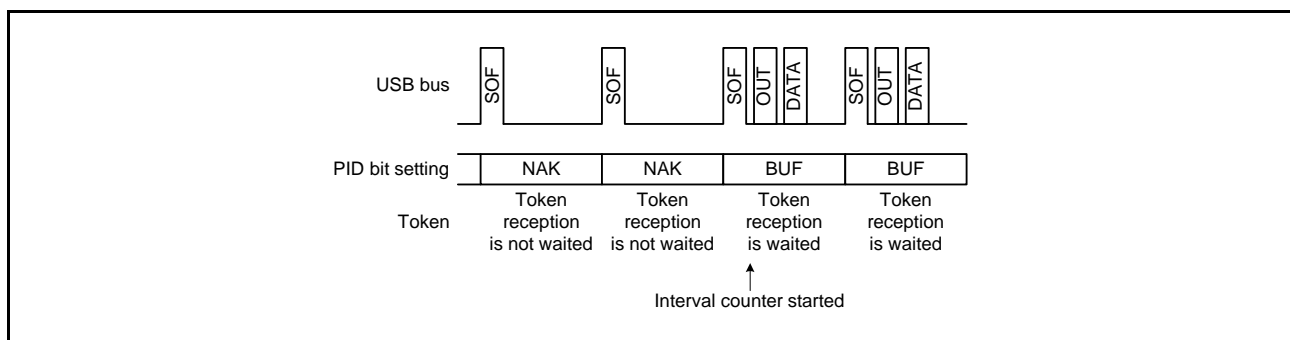 SOF SOF SOF OUT DATA SOF OUT DATA
USB bus
PID bit setting NAK NAK BUF BUF
Token Token Token Token
reception reception reception reception
Token
is not waited is not waited is waited is waited
Interval counter started